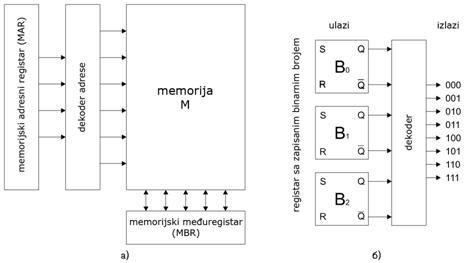 memorijski adresni registar (MAR)
dekoder adrese
memorija
M
memorijski međuregistar
(MBR)
a)
ulazi
izlazi
registar sa zapisanim binarnim brojem
S Q
B0
R Q̅
S Q
B1
R Q̅
S Q
B2
R Q̅
dekoder
000
001
010
011
100
101
110
111
б)